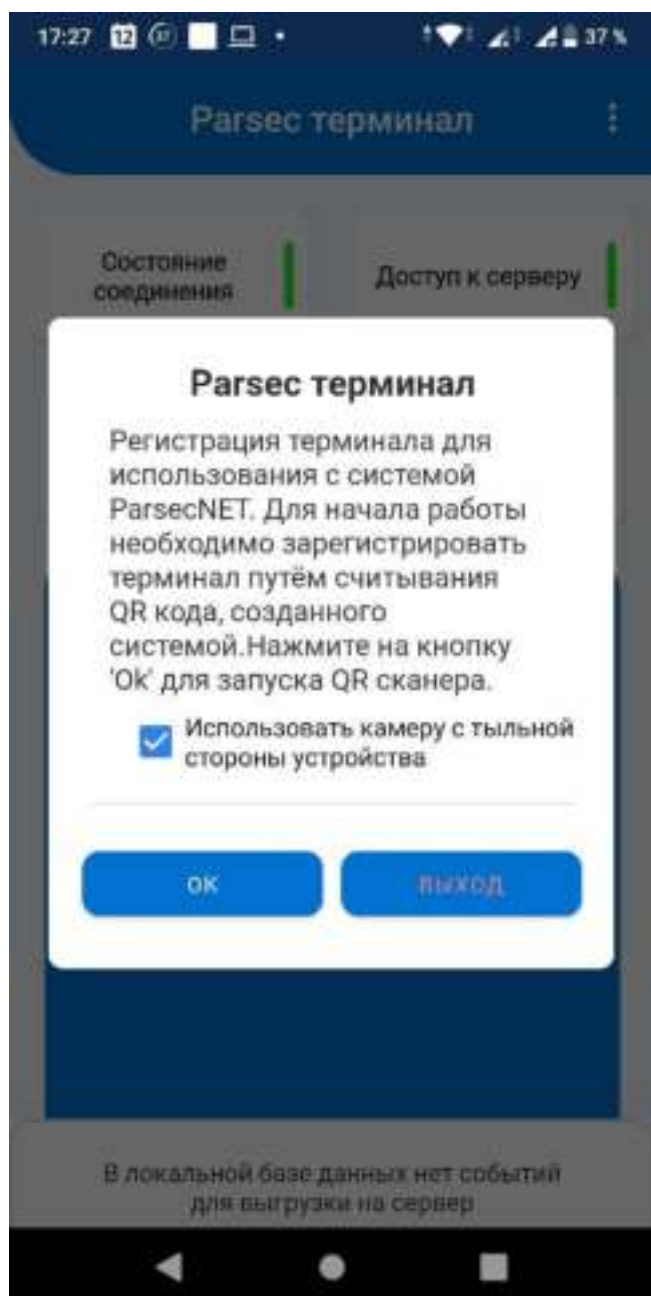 17:27
12
37 %
Parsec терминал
Состояние
соединения
Доступ к серверу
Parsec терминал
Регистрация терминала для
использования с системой
ParsecNET. Для начала работы
необходимо зарегистрировать
терминал путём считывания
QR кода, созданного
системой.Нажмите на кнопку
'Ok' для запуска QR сканера.
Использовать камеру с тыльной
стороны устройства
ОК
ВЫХОД
В локальной базе данных нет событий
для выгрузки на сервер